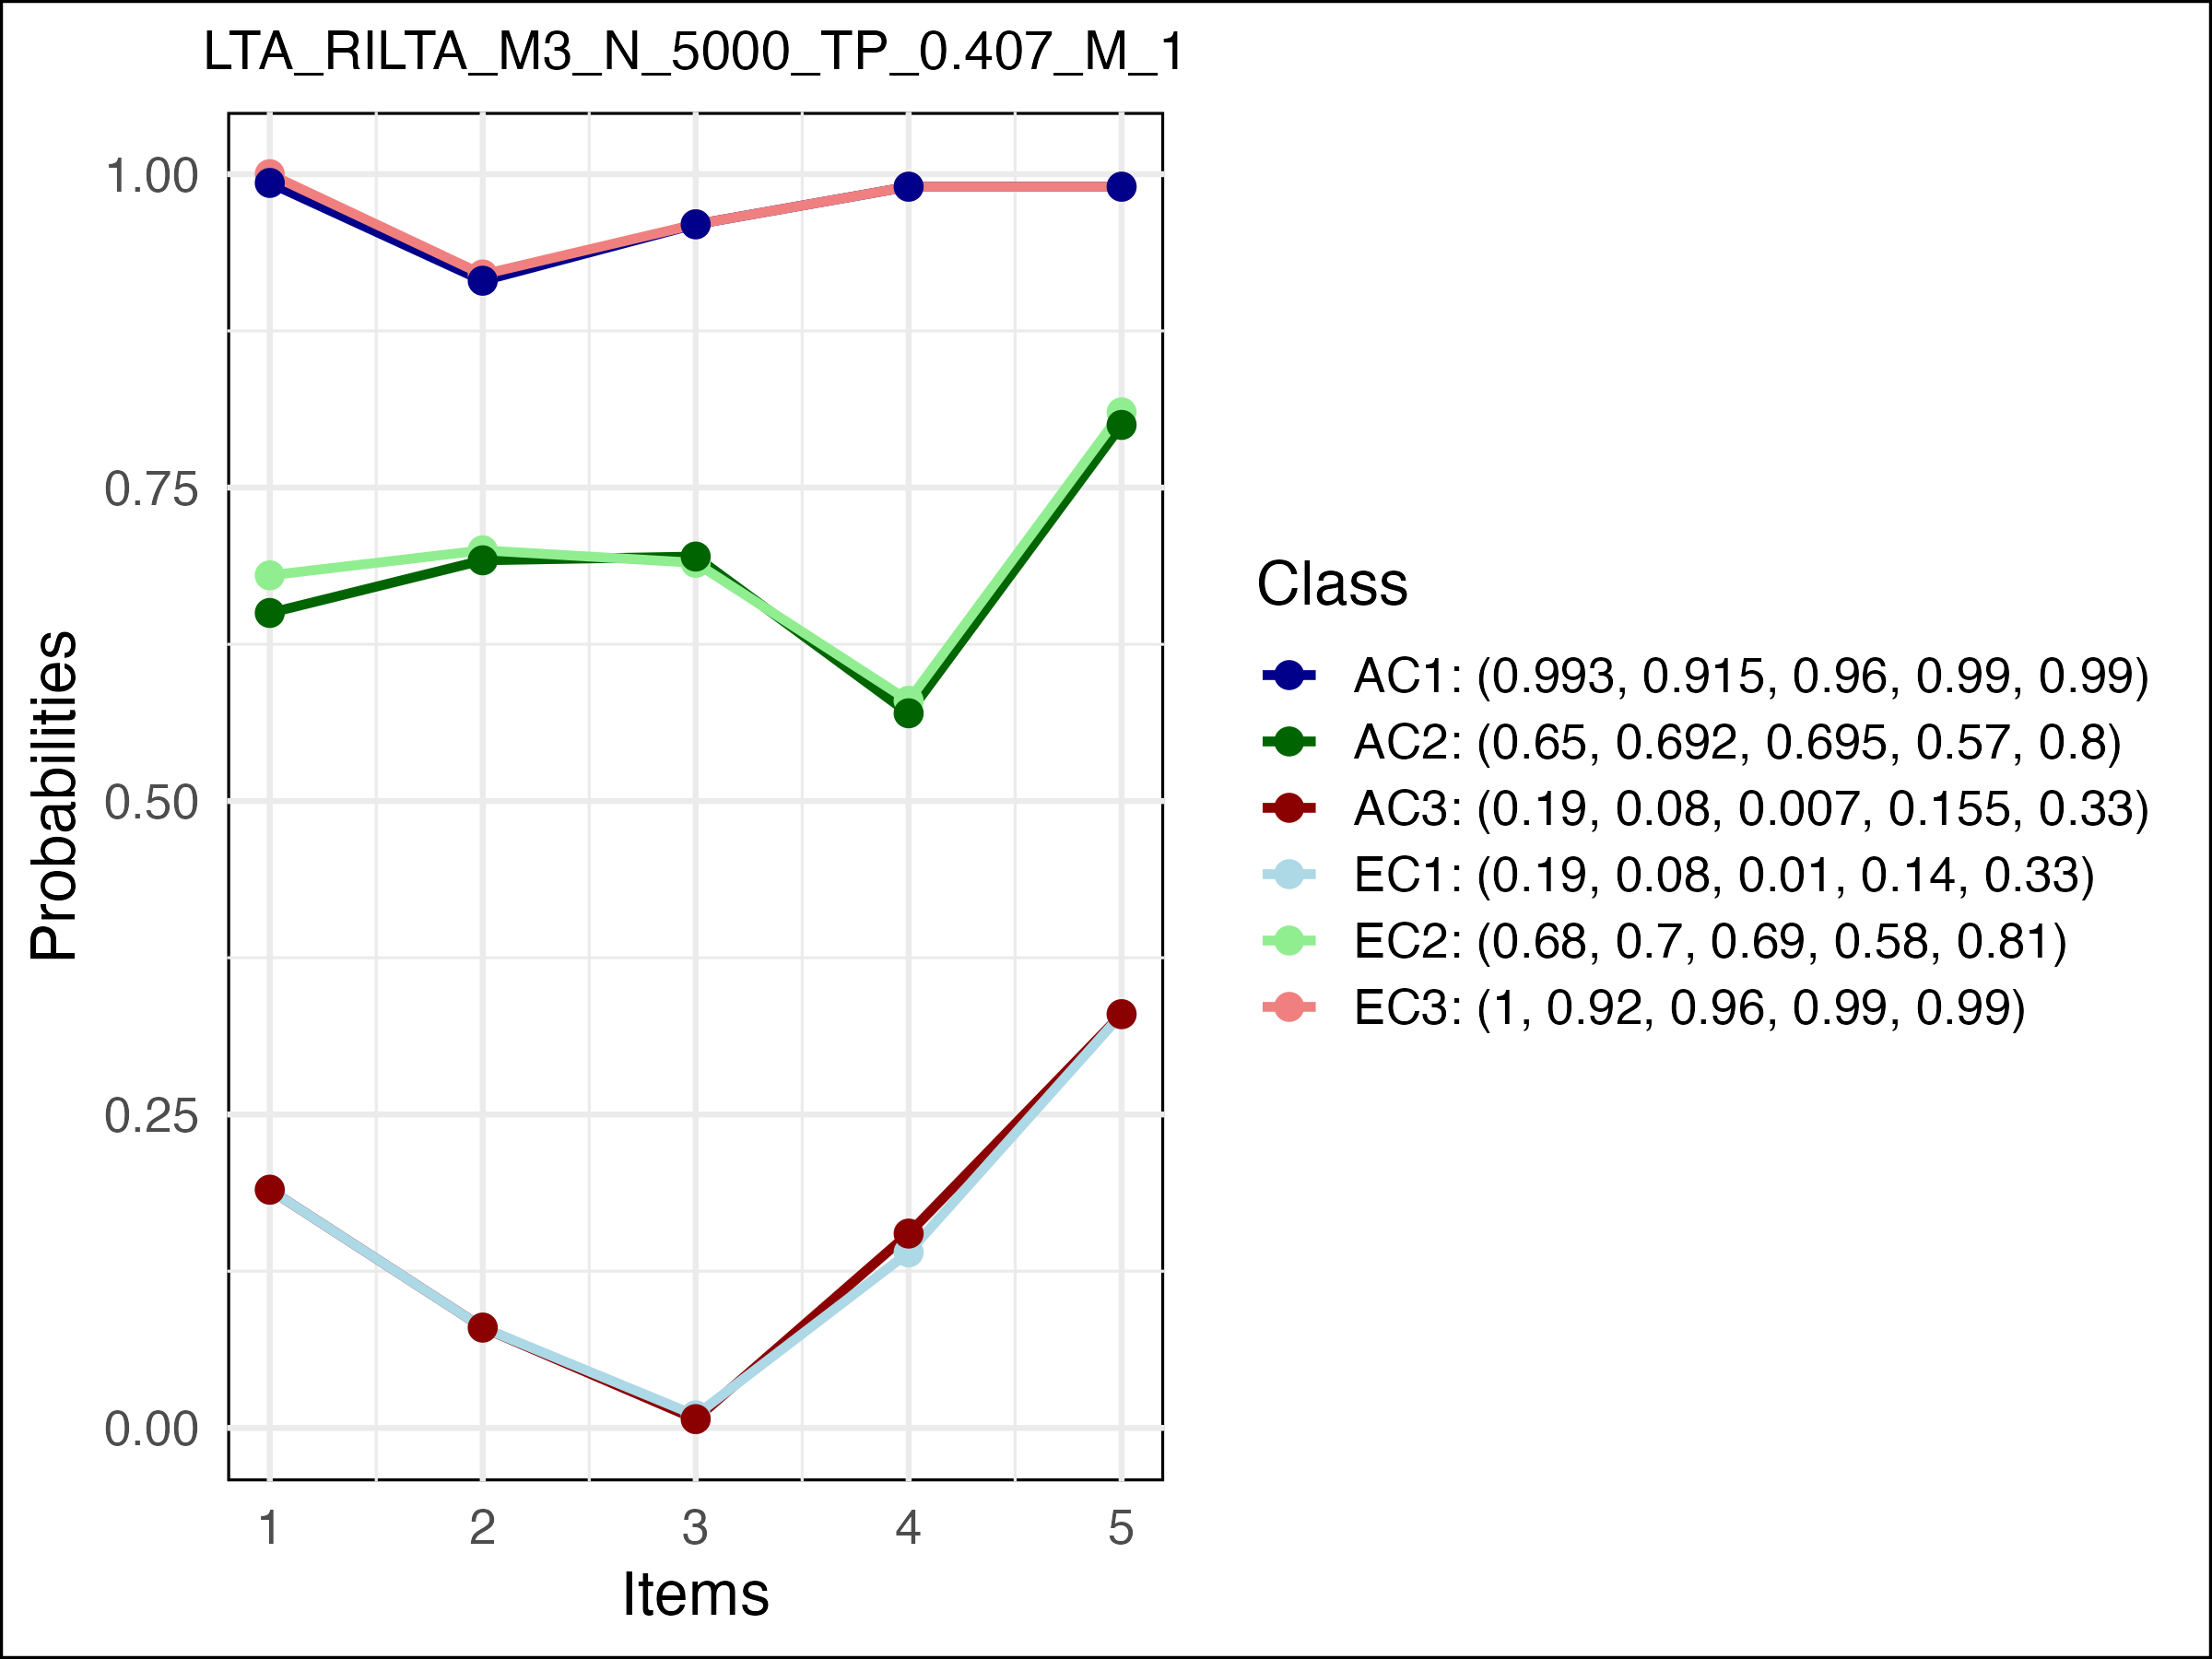 LTA_RILTA_M3_N_5000_TP_0.407_M_1
1.00
0.75
0.50
0.25
0.00
Probabilities
1 2 3 4 5
Items
Class
AC1: (0.993, 0.915, 0.96, 0.99, 0.99)
AC2: (0.65, 0.692, 0.695, 0.57, 0.8)
AC3: (0.19, 0.08, 0.007, 0.155, 0.33)
EC1: (0.19, 0.08, 0.01, 0.14, 0.33)
EC2: (0.68, 0.7, 0.69, 0.58, 0.81)
EC3: (1, 0.92, 0.96, 0.99, 0.99)